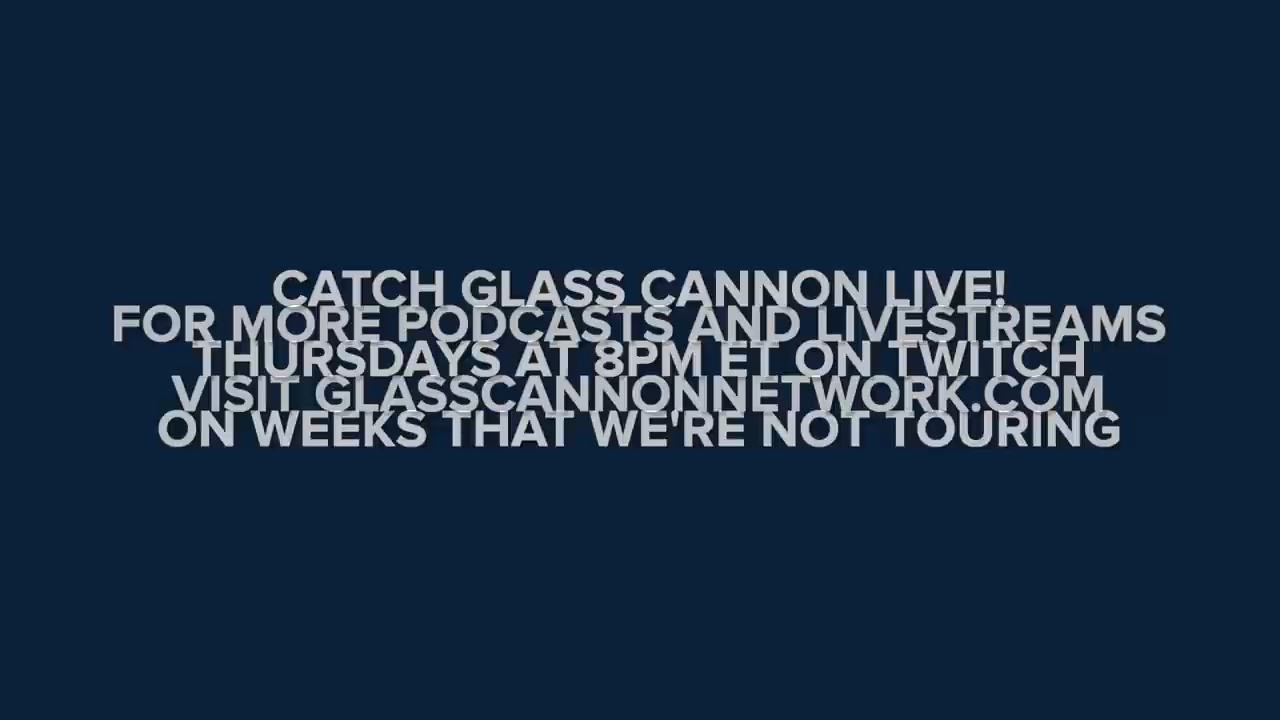 CATCH GLASS CANNON LIVE!
FOR MORE PODCASTS AND LIVESTREAMS
THURSDAYS AT 8PM ET ON TWITCH
VISIT GLASSCANNONNETWORK.COM
ON WEEKS THAT WE'RE NOT TOURING